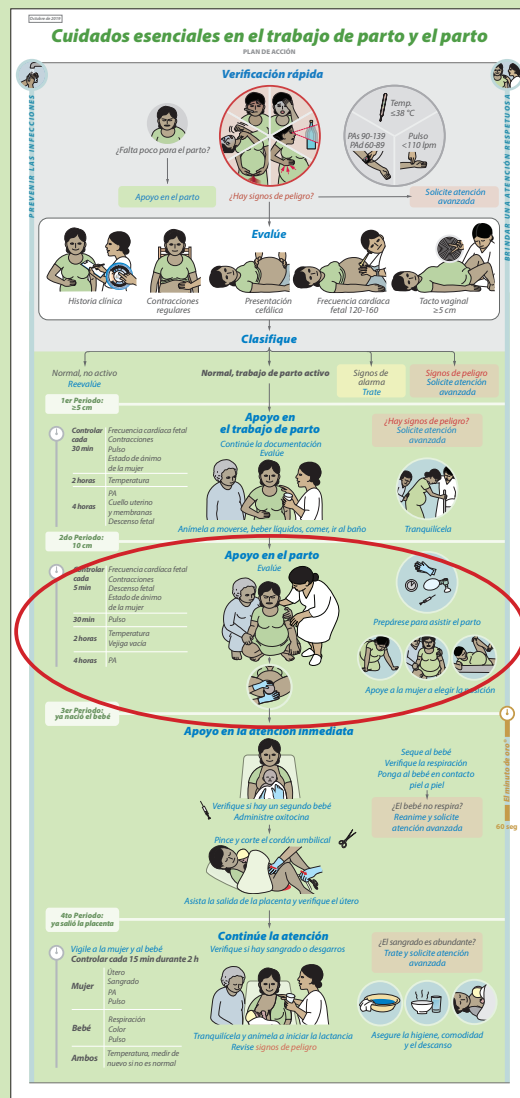 Octubre de 2019
Cuidados esenciales en el trabajo de parto y el parto
PLAN DE ACCIÓN
PREVENIR LAS INFECCIONES
BRINDAR UNA ATENCIÓN RESPETUOSA
Verificación rápida
¿Falta poco para el parto?
Temp.
≤38 °C
PAs 90-139
PAd 60-89
Pulso
<110 lpm
Apoyo en el parto
¿Hay signos de peligro?
Solicite atención
avanzada
Evalúe
Historia clínica
Contracciones
regulares
Presentación
cefálica
Frecuencia cardiaca
fetal 120-160
Tacto vaginal
≥5 cm
Clasifique
Normal, no activo
Reevalúe
Normal, trabajo de parto activo
Signos de
alarma
Trate
Signos de peligro
Solicite atención
avanzada
1er Periodo:
≥5 cm
Controlar
cada
30 min
Frecuencia cardíaca fetal
Contracciones
Pulso
Estado de ánimo
de la mujer
2 horas
Temperatura
4 horas
PA
Cuello uterino
y membranas
Descenso fetal
Apoyo en
el trabajo de parto
Continúe la documentación
Evalúe
Anímela a moverse, beber líquidos, comer, ir al baño
¿Hay signos de peligro?
Solicite atención
avanzada
Tranquilícela
2do Periodo:
10 cm
Controlar
cada
5 min
Frecuencia cardíaca fetal
Contracciones
Descenso fetal
Estado de ánimo
de la mujer
30 min
Pulso
2 horas
Temperatura
Vejiga vacía
4 horas
PA
Apoyo en el parto
Evalúe
Prepárese para asistir el parto
Apoye a la mujer a elegir la posición
3er Periodo:
ya nació el bebé
Apoyo en la atención inmediata
Verifique si hay un segundo bebé
Administre oxitocina
Pince y corte el cordón umbilical
Asista la salida de la placenta y verifique el útero
Seque al bebé
Verifique la respiración
Ponga al bebé en contacto
piel a piel
¿El bebé no respira?
Reanime y solicite
atención avanzada
El minuto de oro®
60 seg
4to Periodo:
ya salió la placenta
Vigile a la mujer y al bebé
Controlar cada 15 min durante 2 h
Mujer
Útero
Sangrado
PA
Pulso
Bebé
Respiración
Color
Pulso
Ambos
Temperatura, medir de
nuevo si no es normal
Continúe la atención
Verifique si hay sangrado o desgarros
Tranquilícela y anímela a iniciar la lactancia
Revise signos de peligro
¿El sangrado es abundante?
Trate y solicite atención
avanzada
Asegure la higiene, comodidad
y el descanso